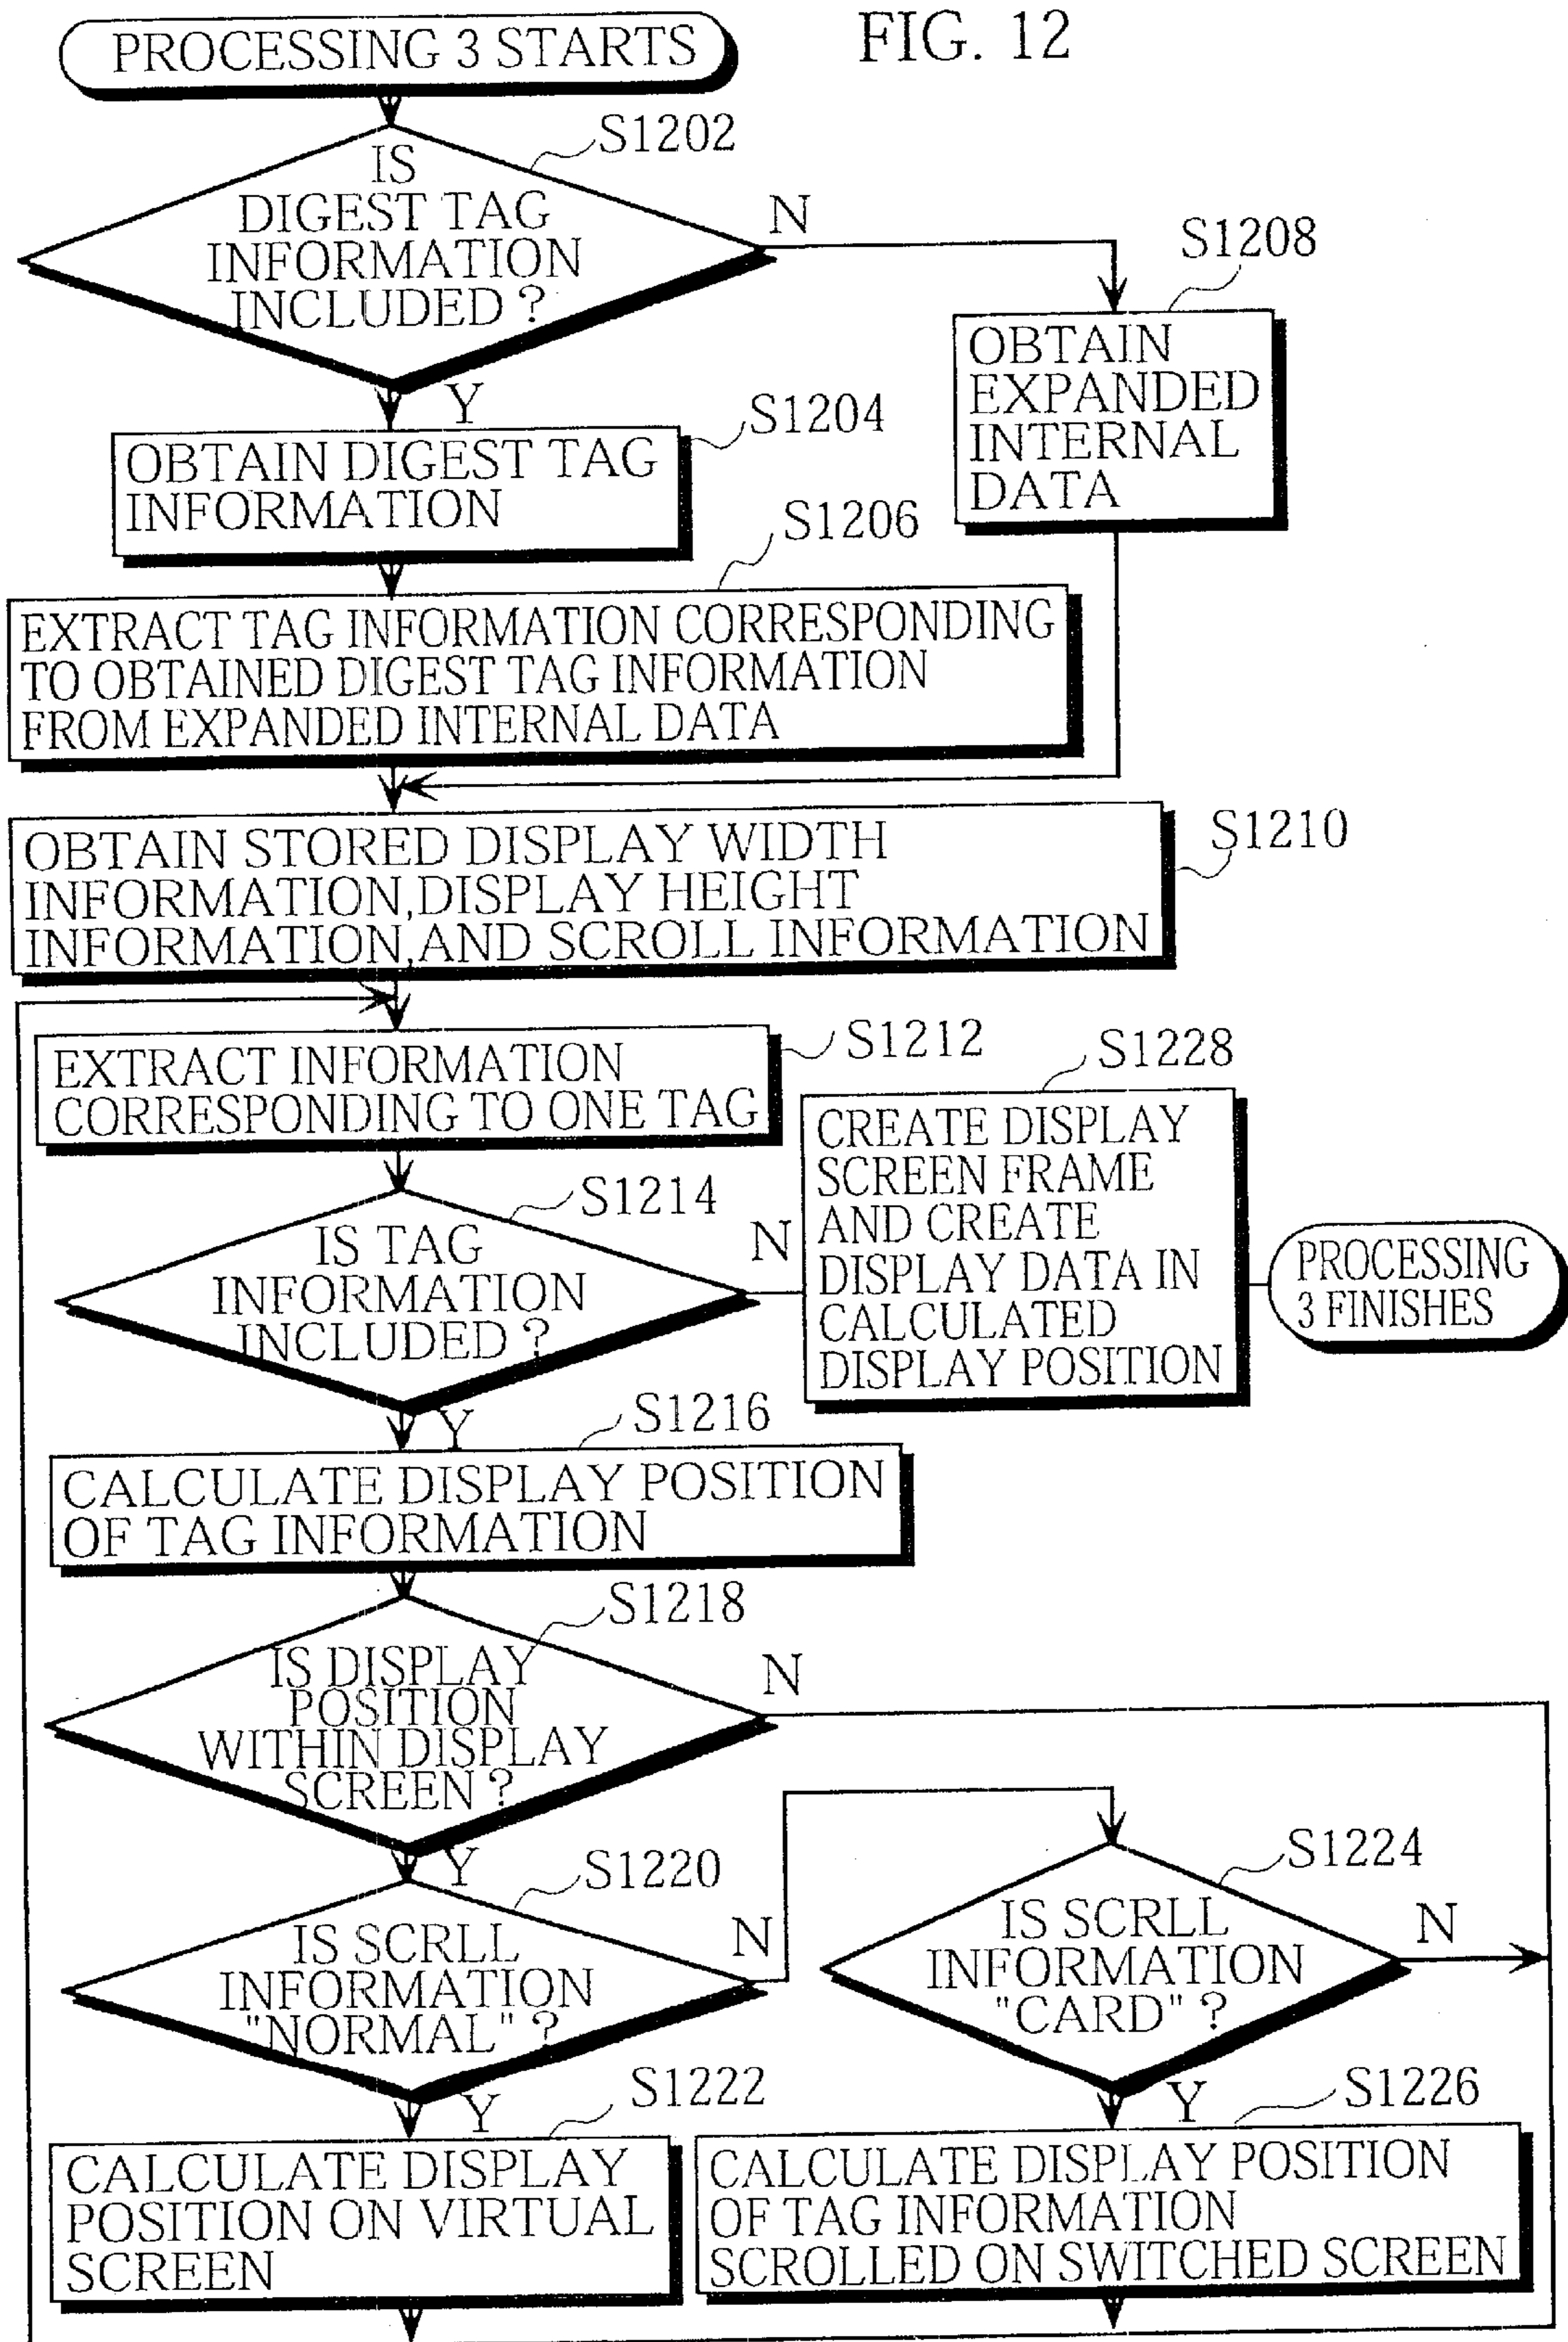 FIG. 12
PROCESSING 3 STARTS
S1202
IS
DIGEST TAG
INFORMATION
INCLUDED ?
N
Y
S1208
OBTAIN
EXPANDED
INTERNAL
DATA
S1204
OBTAIN DIGEST TAG
INFORMATION
S1206
EXTRACT TAG INFORMATION CORRESPONDING
TO OBTAINED DIGEST TAG INFORMATION
FROM EXPANDED INTERNAL DATA
S1210
OBTAIN STORED DISPLAY WIDTH
INFORMATION,DISPLAY HEIGHT
INFORMATION,AND SCROLL INFORMATION
S1212
EXTRACT INFORMATION
CORRESPONDING TO ONE TAG
S1214
IS TAG
INFORMATION
INCLUDED ?
N
Y
S1228
CREATE DISPLAY
SCREEN FRAME
AND CREATE
DISPLAY DATA IN
CALCULATED
DISPLAY POSITION
PROCESSING
3 FINISHES
S1216
CALCULATE DISPLAY POSITION
OF TAG INFORMATION
S1218
IS DISPLAY
POSITION
WITHIN DISPLAY
SCREEN ?
N
Y
S1220
IS SCRLL
INFORMATION
"NORMAL" ?
N
Y
S1224
IS SCRLL
INFORMATION
"CARD" ?
N
Y
S1222
CALCULATE DISPLAY
POSITION ON VIRTUAL
SCREEN
S1226
CALCULATE DISPLAY POSITION
OF TAG INFORMATION
SCROLLED ON SWITCHED SCREEN